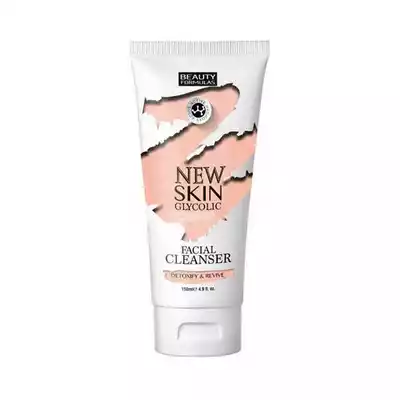 BEAUTY
FORMULAS
NEW
SKIN
GLYCOLIC
FACIAL
CLEANSER
DETOXIFY & REVIVE
150ml℮ 4.9 fl. oz.